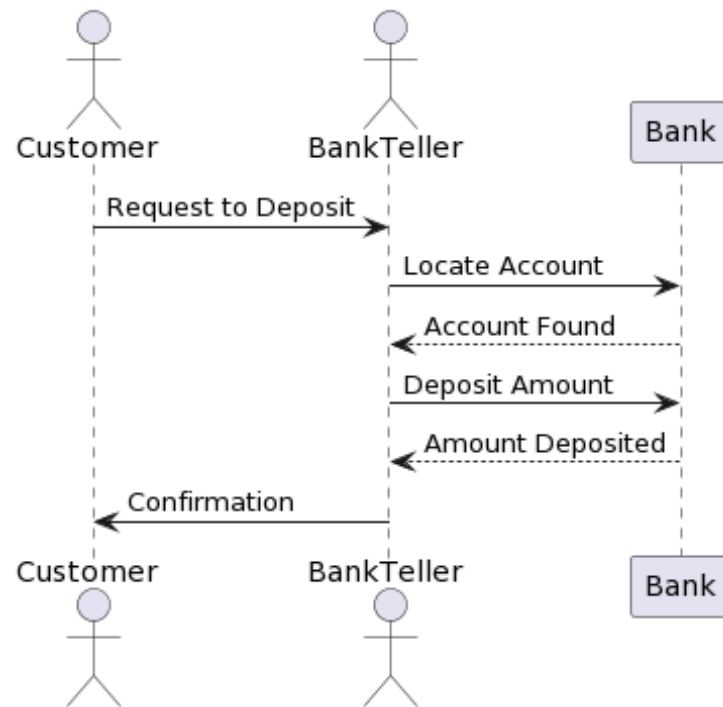 Customer
BankTeller
Bank
Request to Deposit
Locate Account
Account Found
Deposit Amount
Amount Deposited
Confirmation
Customer
BankTeller
Bank